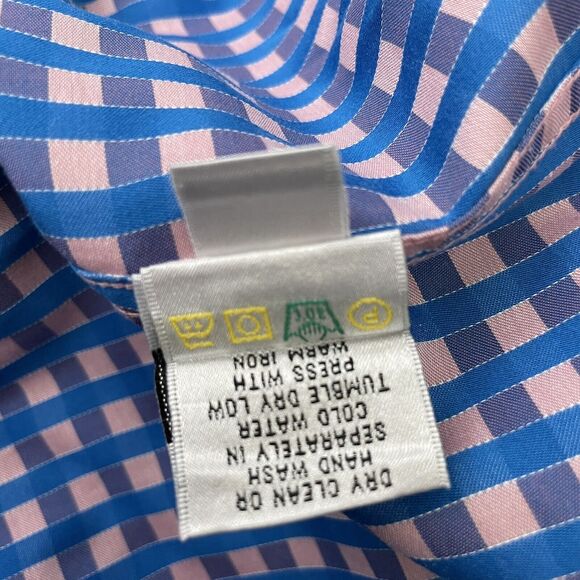 DRY CLEAN OR
HAND WASH
SEPARATELY IN
COLD WATER
TUMBLE DRY LOW
PRESS WITH
WARM IRON
P